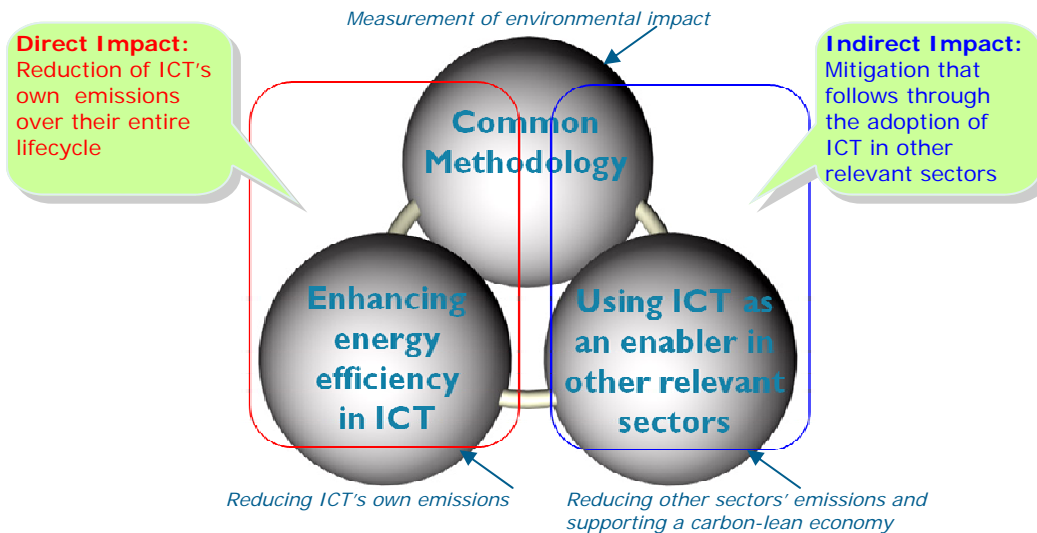 Measurement of environmental impact
Direct Impact:
Reduction of ICT's
own emissions
over their entire
lifecycle
Indirect Impact:
Mitigation that
follows through
the adoption of
ICT in other
relevant sectors
Common
Methodology
Enhancing
energy
efficiency
in ICT
Using ICT as
an enabler in
other relevant
sectors
Reducing ICT's own emissions
Reducing other sectors' emissions and
supporting a carbon-lean economy